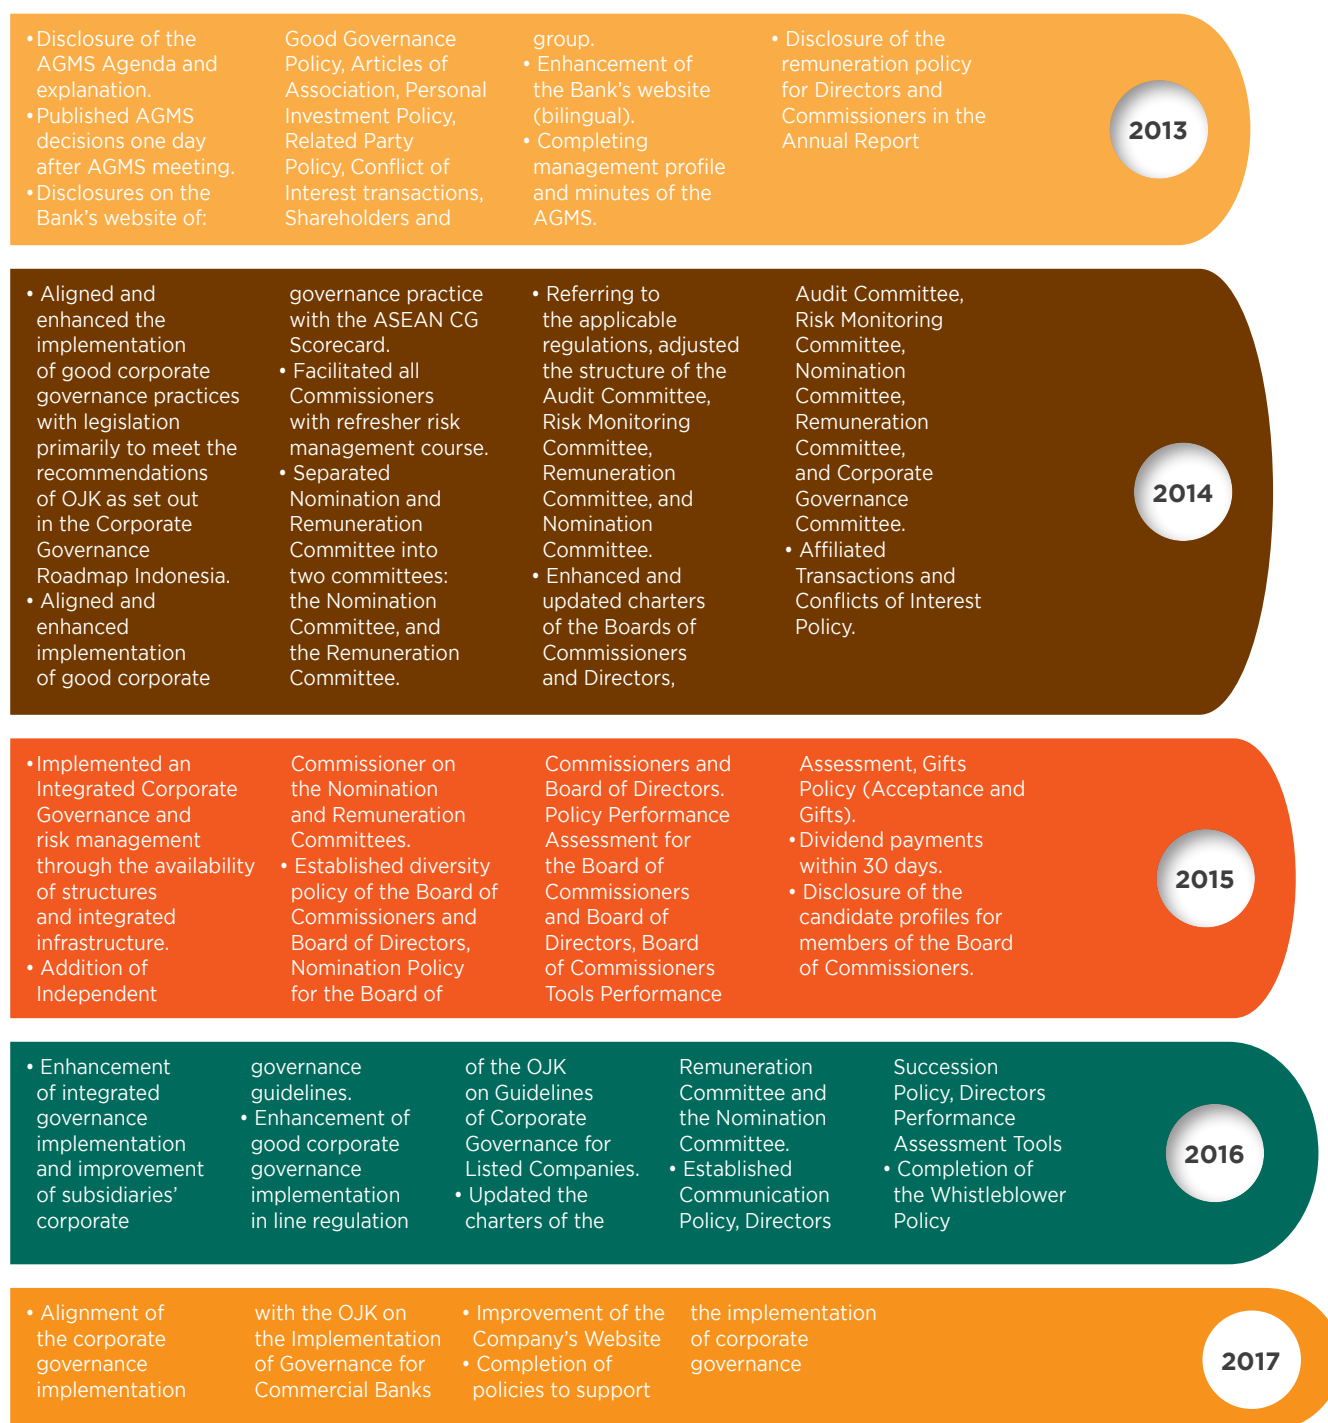 •Disclosure of the
AGMS Agenda and
explanation.
•Published AGMS
decisions one day
after AGMS meeting.
•Disclosures on the
Bank’s website of:
Good Governance
Policy, Articles of
Association, Personal
Investment Policy,
Related Party
Policy, Conflict of
Interest transactions,
Shareholders and
group.
• Enhancement of
the Bank’s website
(bilingual).
• Completing
management profile
and minutes of the
AGMS.
• Disclosure of the
remuneration policy
for Directors and
Commissioners in the
Annual Report
2013
• Aligned and
enhanced the
implementation
of good corporate
governance practices
with legislation
primarily to meet the
recommendations
of OJK as set out
in the Corporate
Governance
Roadmap Indonesia.
• Aligned and
enhanced
implementation
of good corporate
governance practice
with the ASEAN CG
Scorecard.
• Facilitated all
Commissioners
with refresher risk
management course.
• Separated
Nomination and
Remuneration
Committee into
two committees:
the Nomination
Committee, and
the Remuneration
Committee.
• Referring to
the applicable
regulations, adjusted
the structure of the
Audit Committee,
Risk Monitoring
Committee,
Remuneration
Committee, and
Nomination
Committee.
• Enhanced and
updated charters
of the Boards of
Commissioners
and Directors,
Audit Committee,
Risk Monitoring
Committee,
Nomination
Committee,
Remuneration
Committee,
and Corporate
Governance
Committee.
• Affiliated
Transactions and
Conflicts of Interest
Policy.
2014
•Implemented an
Integrated Corporate
Governance and
risk management
through the availability
of structures
and integrated
infrastructure.
• Addition of
Independent
Commissioner on
the Nomination
and Remuneration
Committees.
• Established diversity
policy of the Board of
Commissioners and
Board of Directors,
Nomination Policy
for the Board of
Commissioners and
Board of Directors.
Policy Performance
Assessment for
the Board of
Commissioners
and Board of
Directors, Board
of Commissioners
Tools Performance
Assessment, Gifts
Policy (Acceptance and
Gifts).
•Dividend payments
within 30 days.
• Disclosure of the
candidate profiles for
members of the Board
of Commissioners.
2015
• Enhancement
of integrated
governance
implementation
and improvement
of subsidiaries’
corporate
governance
guidelines.
• Enhancement of
good corporate
governance
implementation
in line regulation
of the OJK
on Guidelines
of Corporate
Governance for
Listed Companies.
• Updated the
charters of the
Remuneration
Committee and
the Nomination
Committee.
• Established
Communication
Policy, Directors
Succession
Policy, Directors
Performance
Assessment Tools
• Completion of
the Whistleblower
Policy
2016
• Alignment of
the corporate
governance
implementation
with the OJK on
the Implementation
of Governance for
Commercial Banks
• Improvement of the
Company’s Website
• Completion of
policies to support
the implementation
of corporate
governance
2017